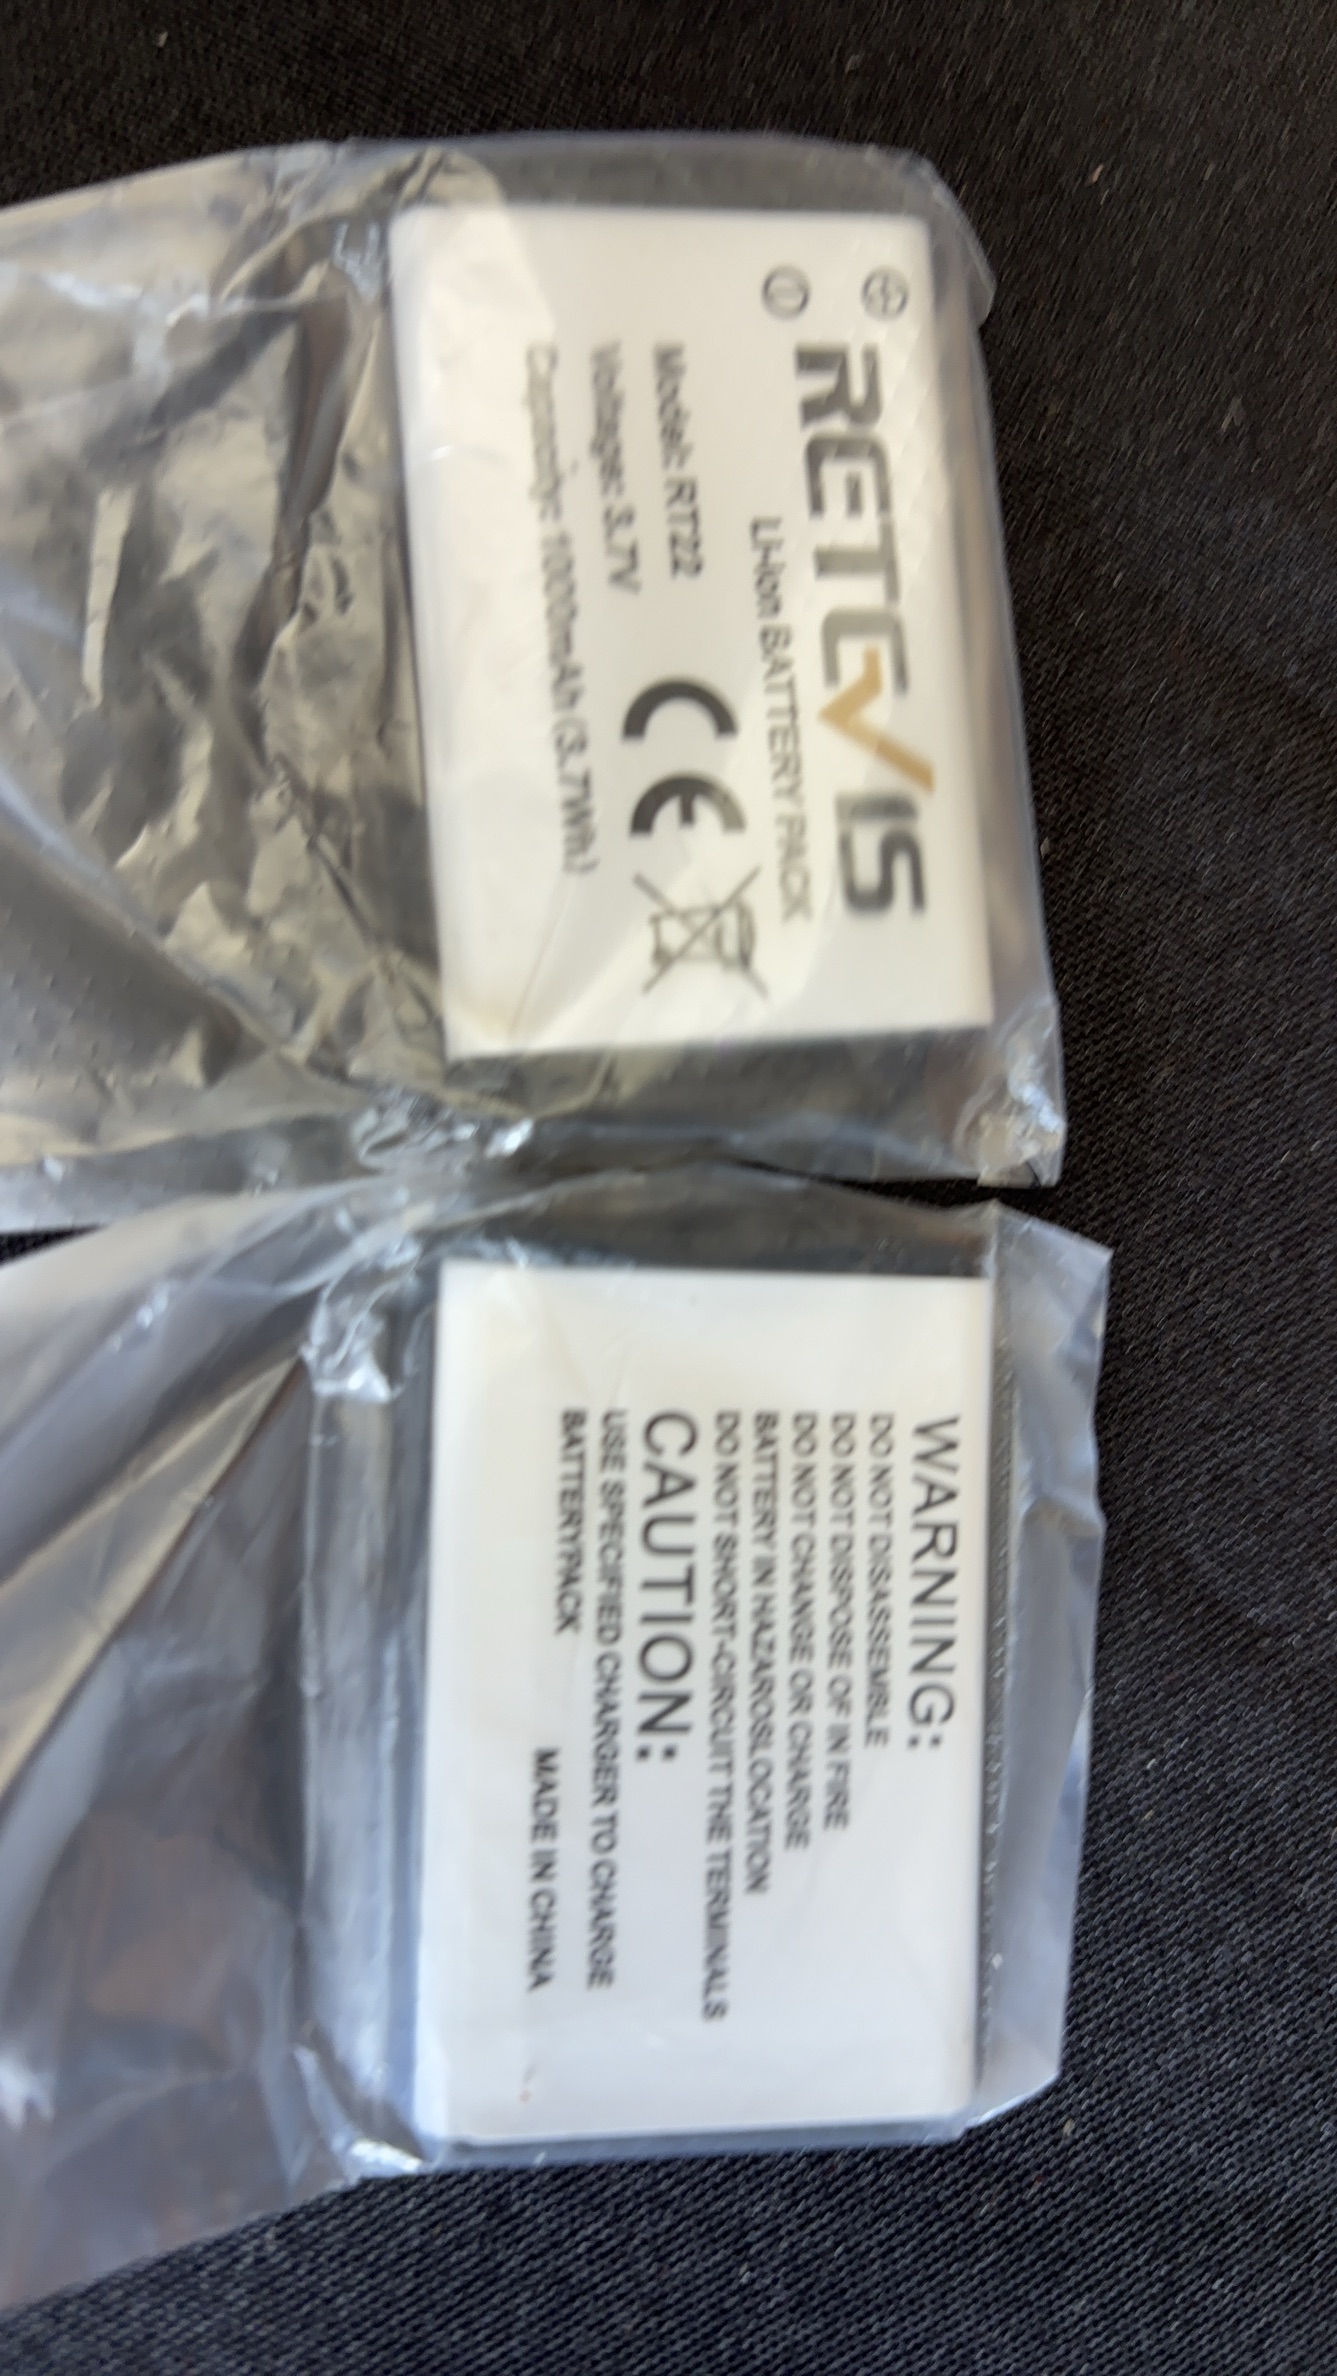 RETEVIS
Li-ion BATTERY PACK
Model: RT22
Voltage: 3.7V
Capacity: 1000mAh (3.7Wh)
CE
WARNING:
DO NOT DISASSEMBLE
DO NOT DISPOSE OF IN FIRE
DO NOT CHANGE OR CHARGE
BATTERY IN HAZAROSLOCATION
DO NOT SHORT-CIRCUIT THE TERMINALS
CAUTION:
USE SPECIFIED CHARGER TO CHARGE
BATTERYPACK
MADE IN CHINA